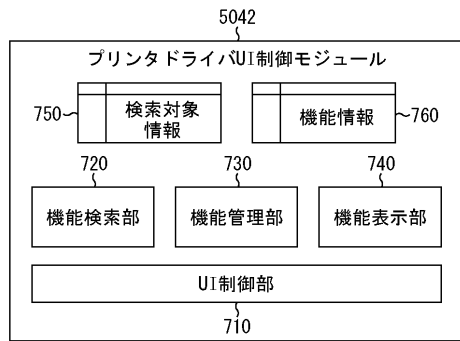 5042
プリンタドライバUI制御モジュール
750
検索対象
情報
機能情報
760
720
730
740
機能検索部
機能管理部
機能表示部
UI制御部
710